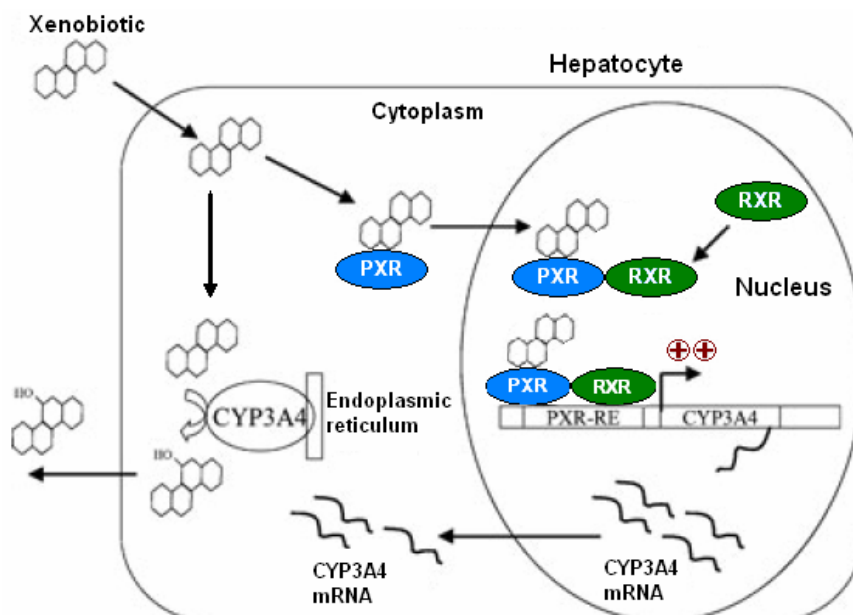 Xenobiotic
Hepatocyte
Cytoplasm
RXR
PXR
PXR
RXR
Nucleus
PXR
RXR
HO
CYP3A4
Endoplasmic
reticulum
PXR-RE
CYP3A4
HO
CYP3A4
mRNA
CYP3A4
mRNA